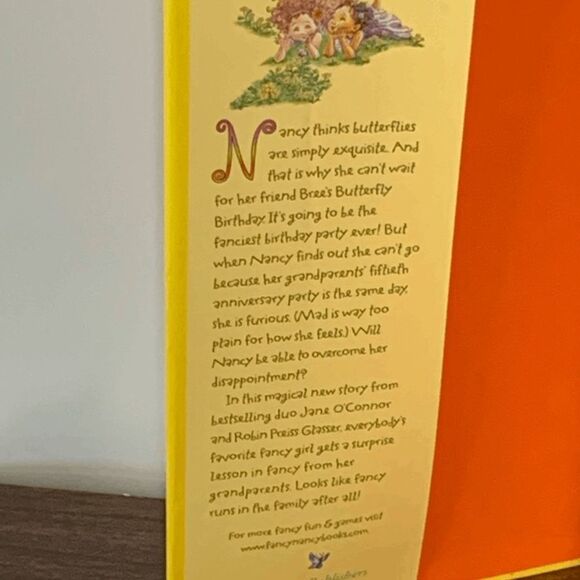 Nancy thinks butterflies
are simply exquisite. And
that is why she can't wait
for her friend Bree's Butterfly
Birthday. It's going to be the
fanciest birthday party ever! But
when Nancy finds out she can't go
because her grandparents' fiftieth
anniversary party is the same day,
she is furious. (Mad is way too
plain for how she feels.) Will
Nancy be able to overcome her
disappointment?
In this magical new story from
bestselling duo Jane O'Connor
and Robin Preiss Glasser, everybody's
favorite fancy girl gets a surprise
lesson in fancy from her
grandparents. Looks like fancy
runs in the family after all!
For more fancy fun & games visit
www.fancynancybooks.com